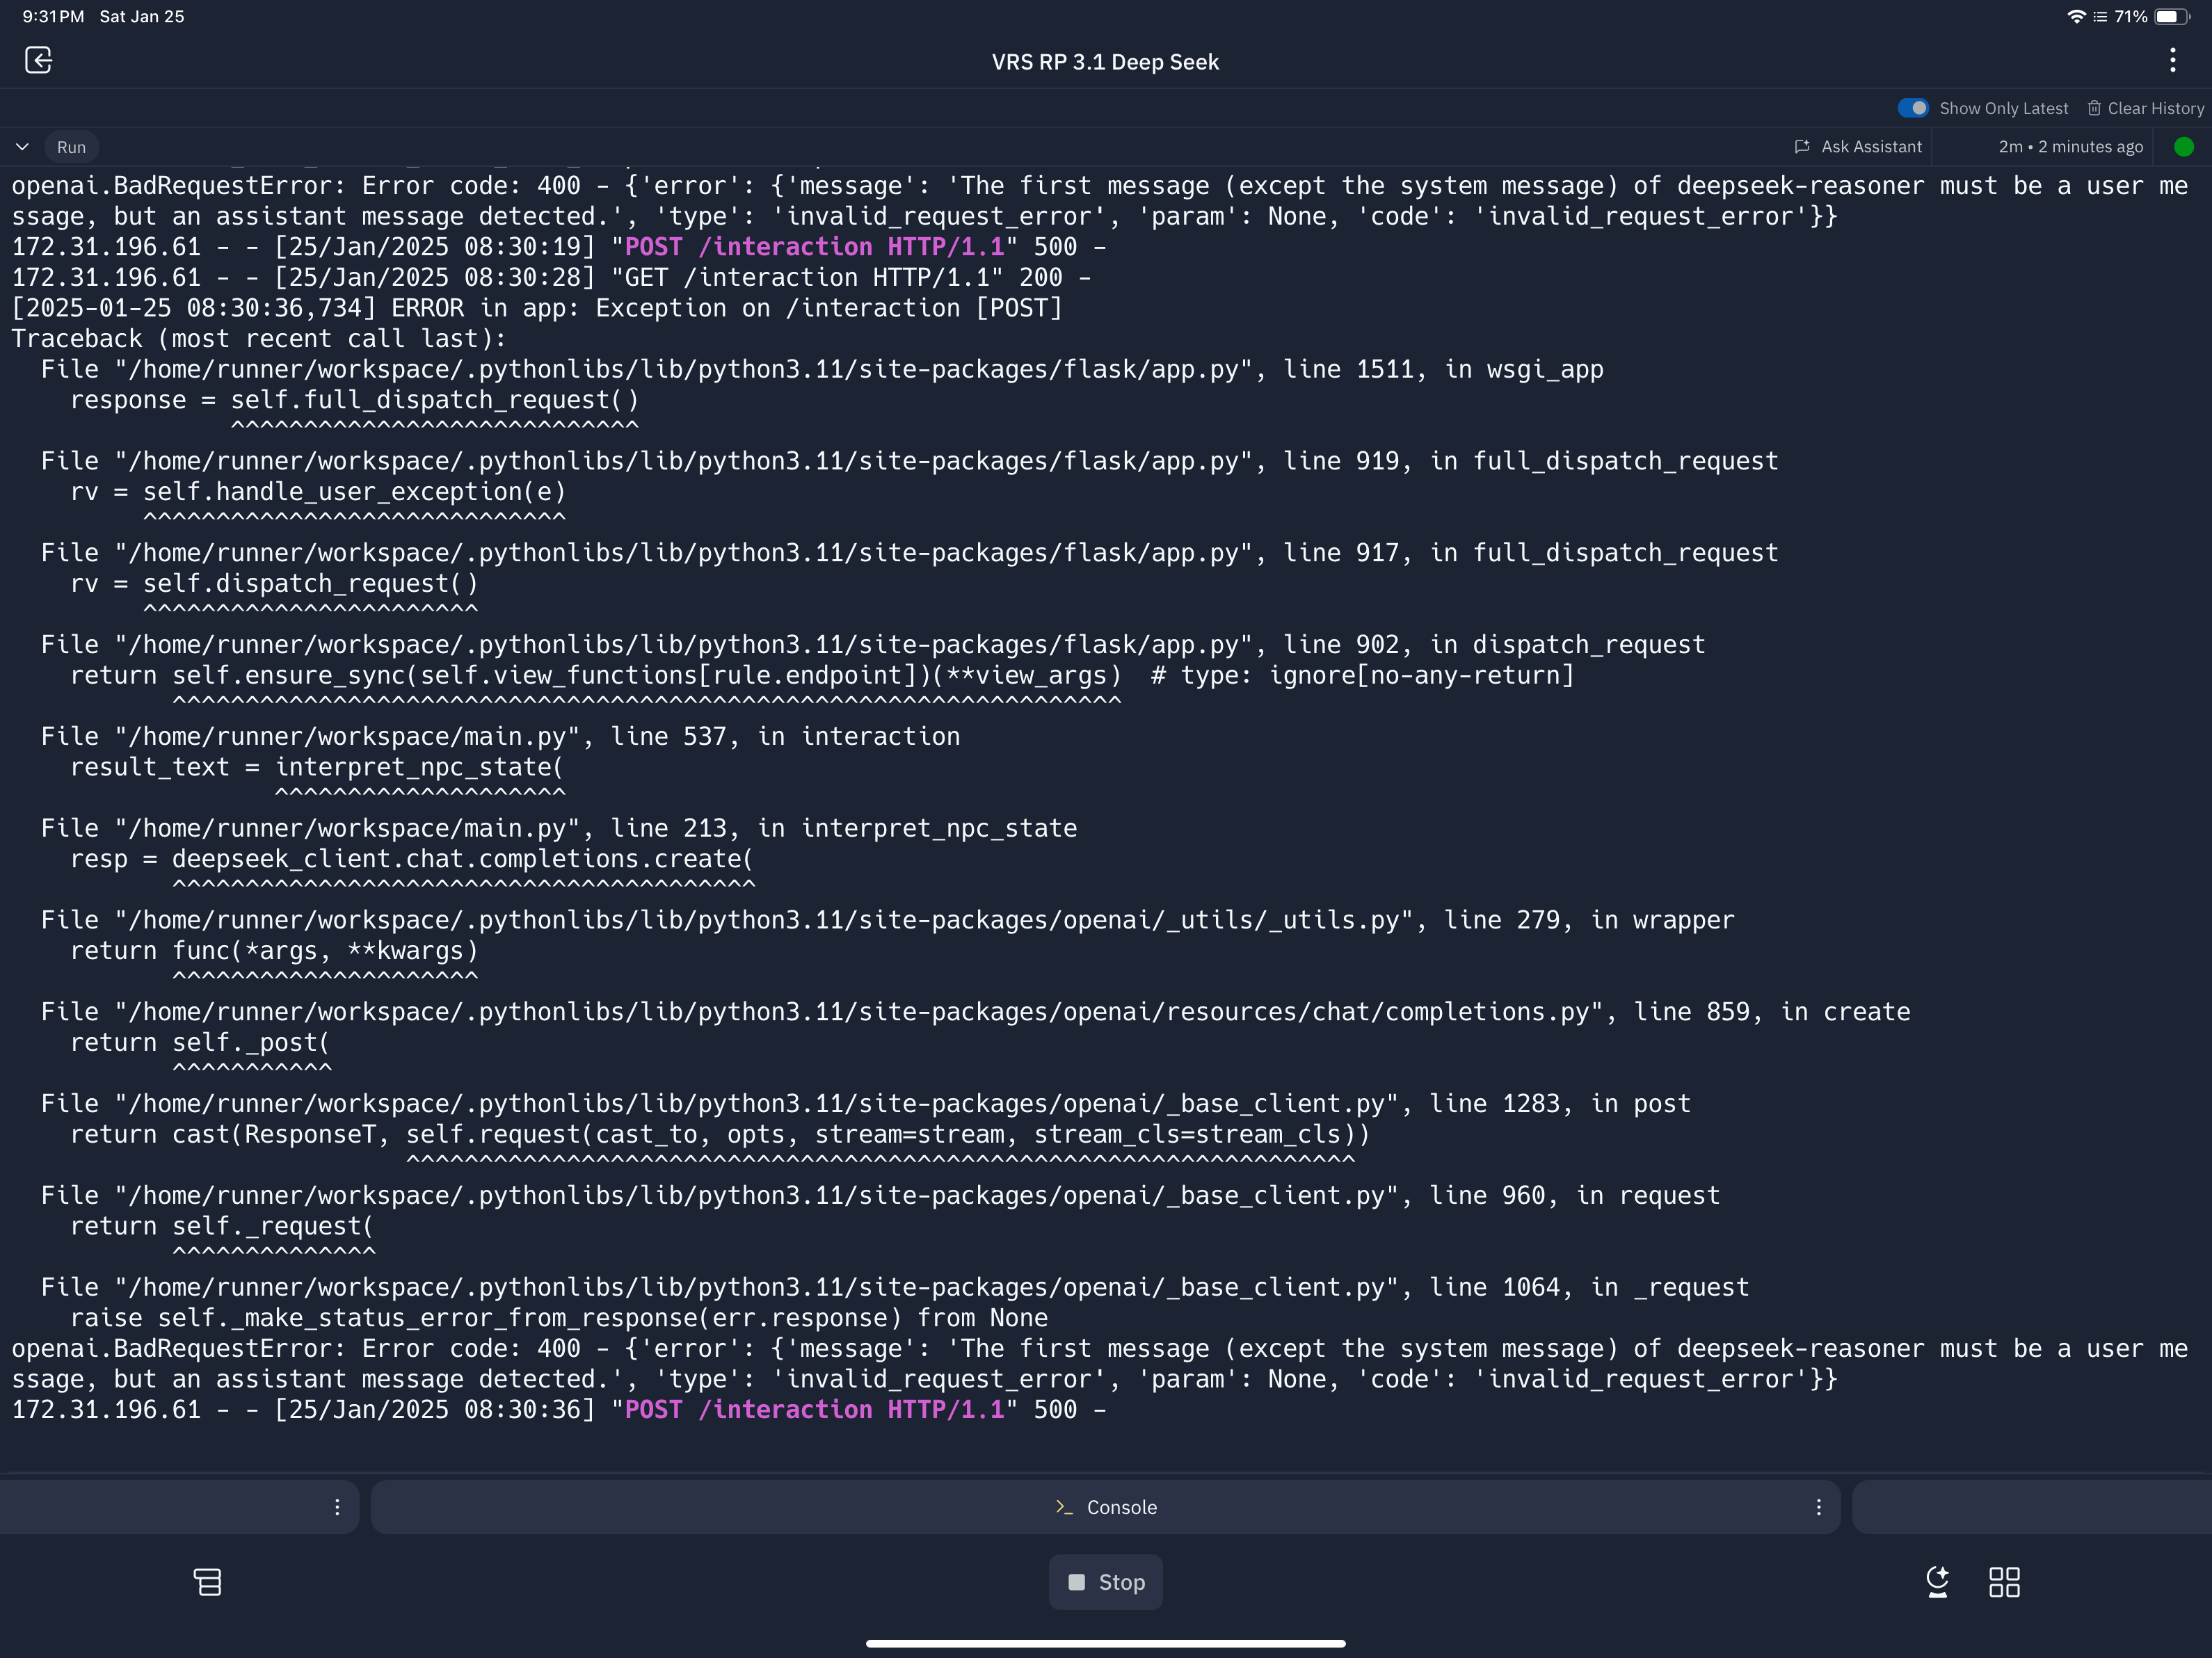 9:31 PM Sat Jan 25
71%
VRS RP 3.1 Deep Seek
Show Only Latest
Clear History
Run
Ask Assistant
2m • 2 minutes ago
openai.BadRequestError: Error code: 400 - {'error': {'message': 'The first message (except the system message) of deepseek-reasoner must be a user me
ssage, but an assistant message detected.', 'type': 'invalid_request_error', 'param': None, 'code': 'invalid_request_error'}}
172.31.196.61 - - [25/Jan/2025 08:30:19] "POST /interaction HTTP/1.1" 500 -
172.31.196.61 - - [25/Jan/2025 08:30:28] "GET /interaction HTTP/1.1" 200 -
[2025-01-25 08:30:36,734] ERROR in app: Exception on /interaction [POST]
Traceback (most recent call last):
  File "/home/runner/workspace/.pythonlibs/lib/python3.11/site-packages/flask/app.py", line 1511, in wsgi_app
    response = self.full_dispatch_request()
               ^^^^^^^^^^^^^^^^^^^^^^^^^^^^
  File "/home/runner/workspace/.pythonlibs/lib/python3.11/site-packages/flask/app.py", line 919, in full_dispatch_request
    rv = self.handle_user_exception(e)
         ^^^^^^^^^^^^^^^^^^^^^^^^^^^^^
  File "/home/runner/workspace/.pythonlibs/lib/python3.11/site-packages/flask/app.py", line 917, in full_dispatch_request
    rv = self.dispatch_request()
         ^^^^^^^^^^^^^^^^^^^^^^^
  File "/home/runner/workspace/.pythonlibs/lib/python3.11/site-packages/flask/app.py", line 902, in dispatch_request
    return self.ensure_sync(self.view_functions[rule.endpoint])(**view_args)  # type: ignore[no-any-return]
           ^^^^^^^^^^^^^^^^^^^^^^^^^^^^^^^^^^^^^^^^^^^^^^^^^^^^^^^^^^^^^^^^^
  File "/home/runner/workspace/main.py", line 537, in interaction
    result_text = interpret_npc_state(
                  ^^^^^^^^^^^^^^^^^^^^
  File "/home/runner/workspace/main.py", line 213, in interpret_npc_state
    resp = deepseek_client.chat.completions.create(
           ^^^^^^^^^^^^^^^^^^^^^^^^^^^^^^^^^^^^^^^^
  File "/home/runner/workspace/.pythonlibs/lib/python3.11/site-packages/openai/_utils/_utils.py", line 279, in wrapper
    return func(*args, **kwargs)
           ^^^^^^^^^^^^^^^^^^^^^
  File "/home/runner/workspace/.pythonlibs/lib/python3.11/site-packages/openai/resources/chat/completions.py", line 859, in create
    return self._post(
           ^^^^^^^^^^^
  File "/home/runner/workspace/.pythonlibs/lib/python3.11/site-packages/openai/_base_client.py", line 1283, in post
    return cast(ResponseT, self.request(cast_to, opts, stream=stream, stream_cls=stream_cls))
                           ^^^^^^^^^^^^^^^^^^^^^^^^^^^^^^^^^^^^^^^^^^^^^^^^^^^^^^^^^^^^^^^^^
  File "/home/runner/workspace/.pythonlibs/lib/python3.11/site-packages/openai/_base_client.py", line 960, in request
    return self._request(
           ^^^^^^^^^^^^^^
  File "/home/runner/workspace/.pythonlibs/lib/python3.11/site-packages/openai/_base_client.py", line 1064, in _request
    raise self._make_status_error_from_response(err.response) from None
openai.BadRequestError: Error code: 400 - {'error': {'message': 'The first message (except the system message) of deepseek-reasoner must be a user me
ssage, but an assistant message detected.', 'type': 'invalid_request_error', 'param': None, 'code': 'invalid_request_error'}}
172.31.196.61 - - [25/Jan/2025 08:30:36] "POST /interaction HTTP/1.1" 500 -
Console
Stop